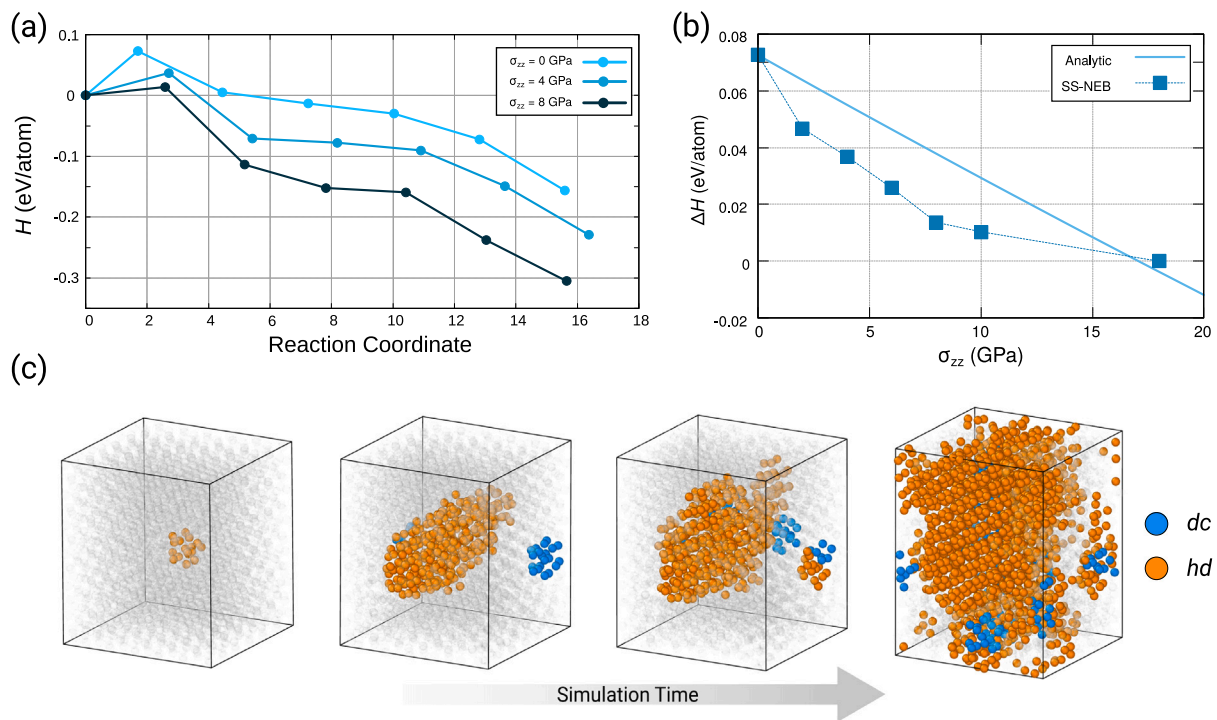 (a)
0.1
0
-0.1
-0.2
-0.3
H (eV/atom)
σzz = 0 GPa
σzz = 4 GPa
σzz = 8 GPa
0 2 4 6 8 10 12 14 16 18
Reaction Coordinate
(b)
0.08
0.06
0.04
0.02
0
-0.02
ΔH (eV/atom)
Analytic
SS-NEB
0 5 10 15 20
σzz (GPa)
(c)
dc
hd
Simulation Time